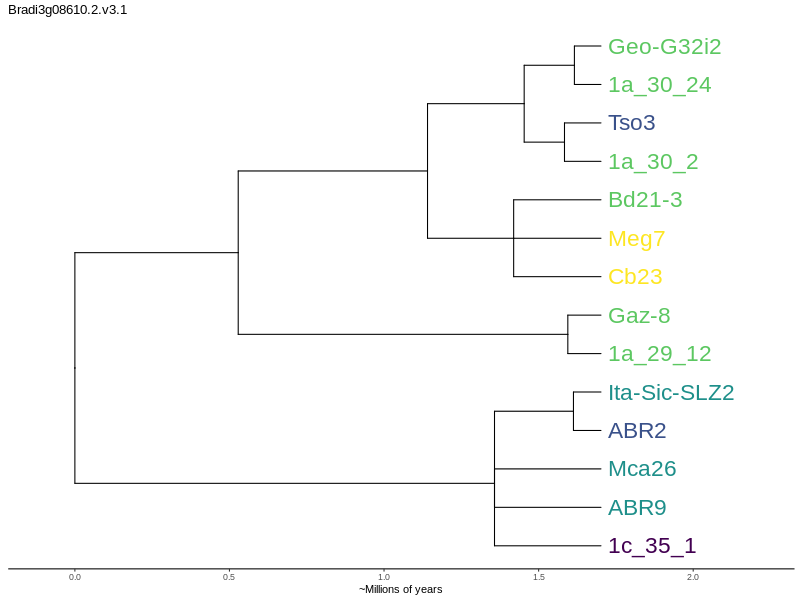 Bradi3g08610.2.v3.1
Geo-G32i2
1a_30_24
Tso3
1a_30_2
Bd21-3
Meg7
Cb23
Gaz-8
1a_29_12
Ita-Sic-SLZ2
ABR2
Mca26
ABR9
1c_35_1
0.0 0.5 1.0 1.5 2.0
~Millions of years